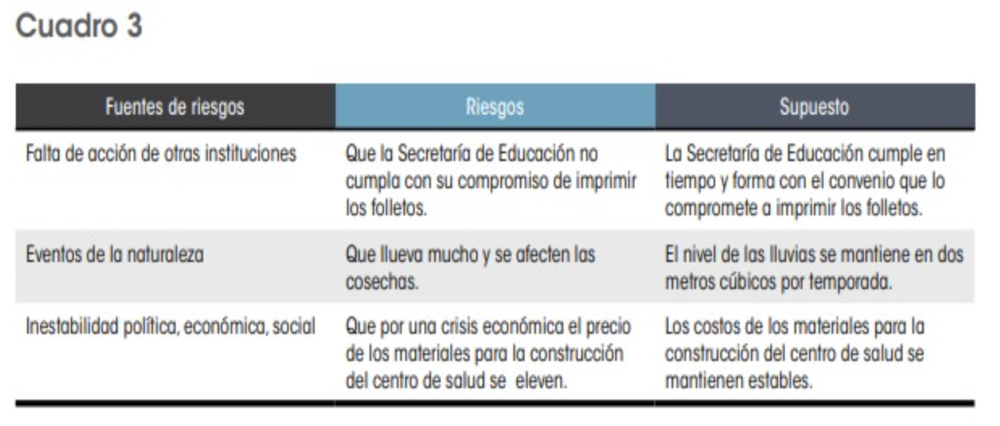 Cuadro 3
Fuentes de riesgos Riesgos Supuesto
Falta de acción de otras instituciones
Que la Secretaría de Educación no
cumpla con su compromiso de imprimir
los folletos.
La Secretaría de Educación cumple en
tiempo y forma con el convenio que lo
compromete a imprimir los folletos.
Eventos de la naturaleza
Que llueva mucho y se afecten las
cosechas.
El nivel de las lluvias se mantiene en dos
metros cúbicos por temporada.
Inestabilidad política, económica, social
Que por una crisis económica el precio
de los materiales para la construcción
del centro de salud se eleven.
Los costos de los materiales para la
construcción del centro de salud se
mantienen estables.